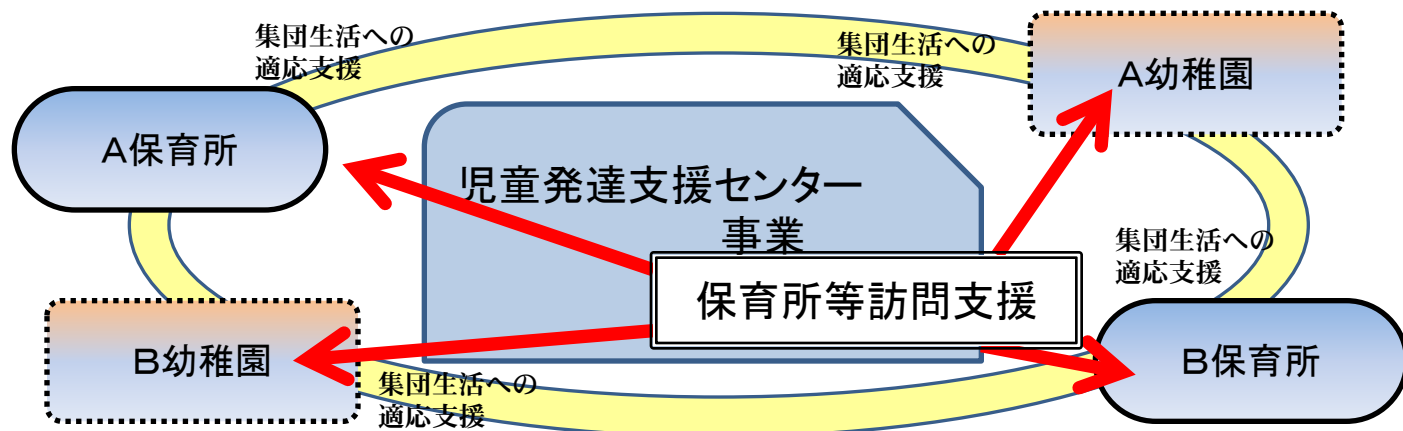 集団生活への
適応支援
集団生活への
適応支援
A幼稚園
A保育所
児童発達支援センター
事業
集団生活への
適応支援
保育所等訪問支援
B幼稚園
B保育所
集団生活への
適応支援